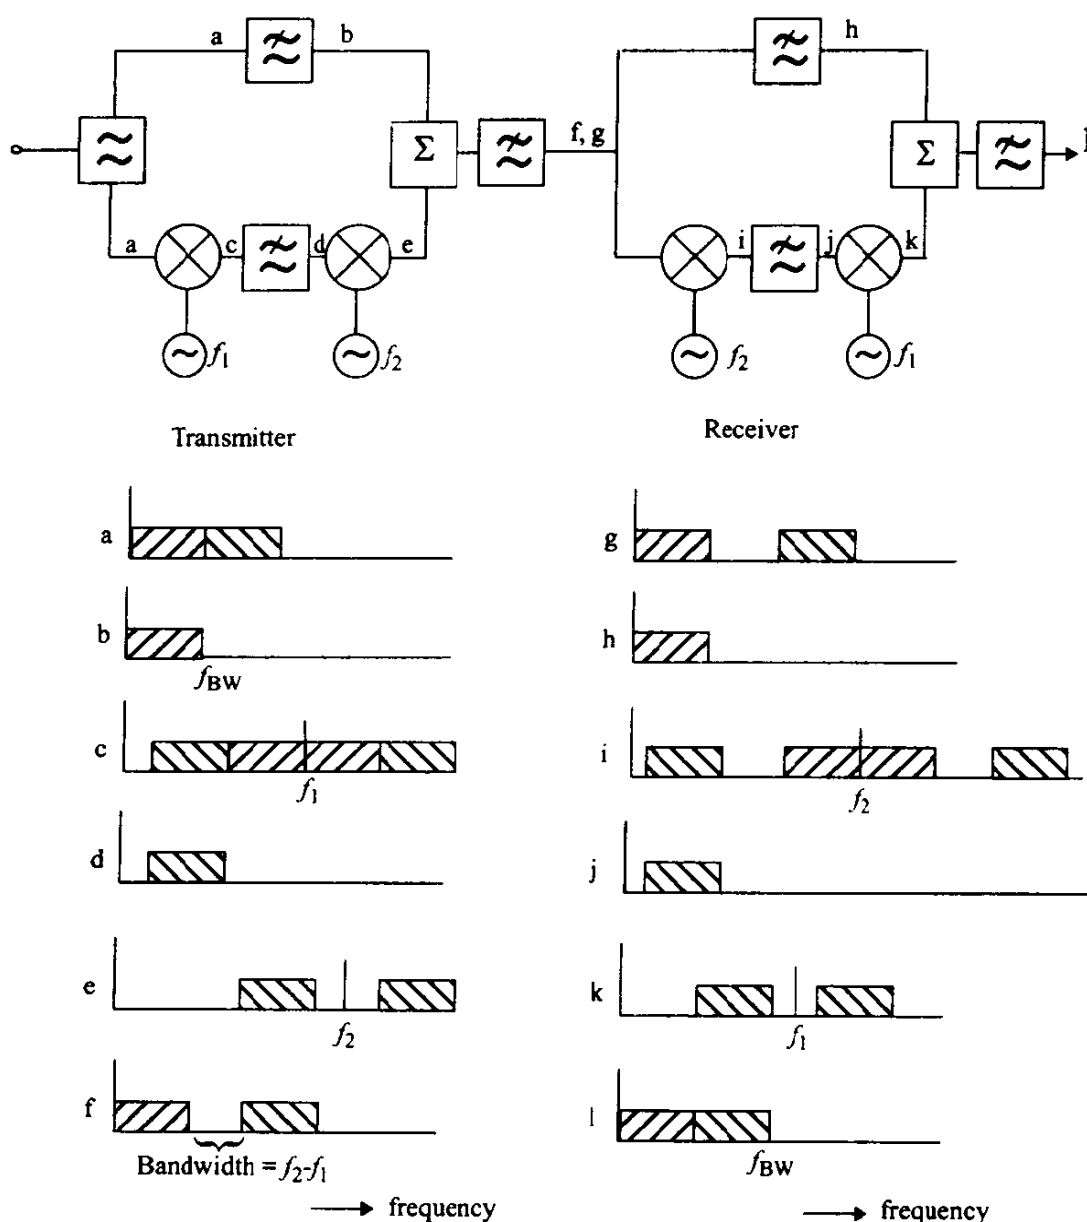 a b h
f, g l
Σ Σ
a c d e i j k
f1 f2 f2 f1
Transmitter Receiver
a
b
fBW
c
f1
d
e
f2
f
Bandwidth = f2-f1
frequency
g
h
i
f2
j
k
f1
l
fBW
frequency